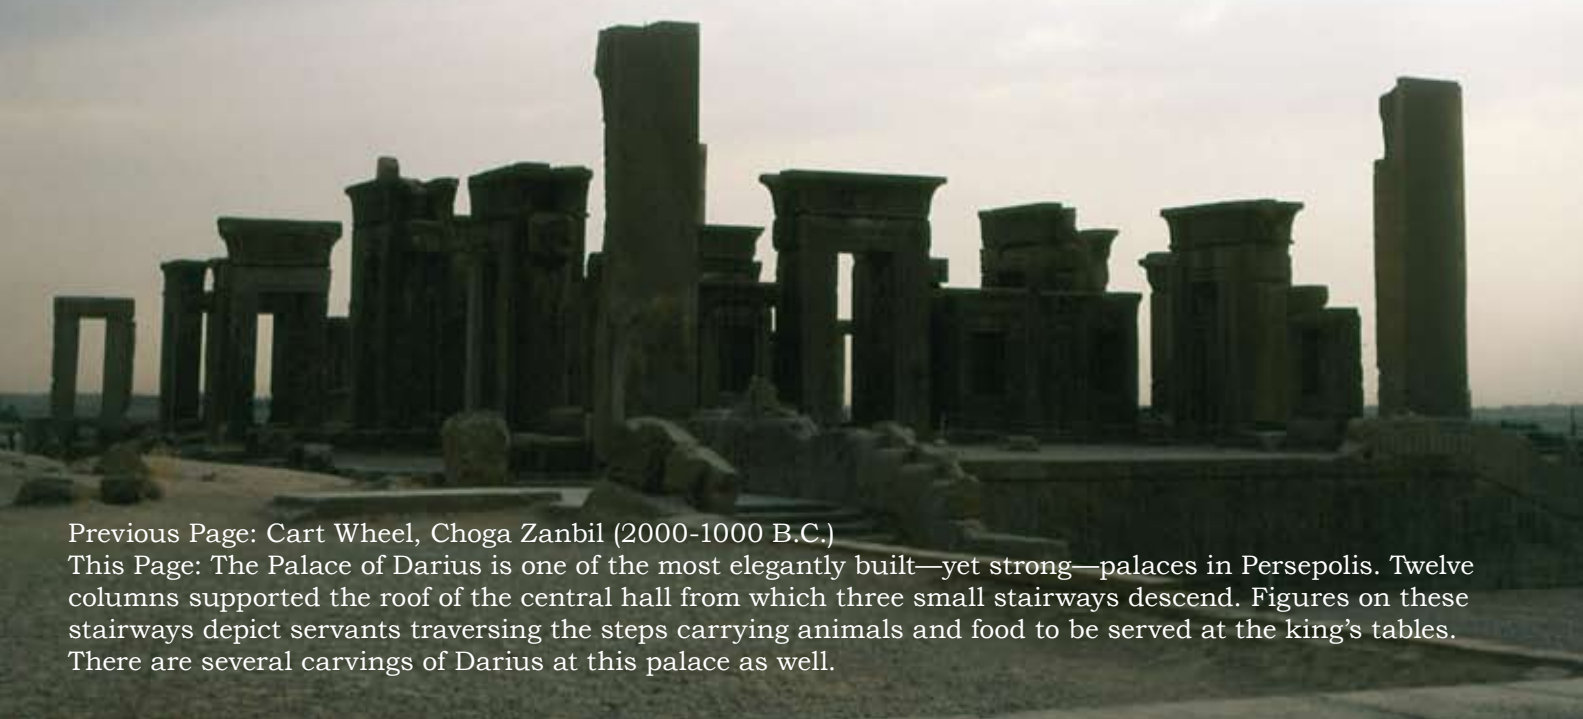 Previous Page: Cart Wheel, Choga Zanbil (2000-1000 B.C.)
This Page: The Palace of Darius is one of the most elegantly built—yet strong—palaces in Persepolis. Twelve
columns supported the roof of the central hall from which three small stairways descend. Figures on these
stairways depict servants traversing the steps carrying animals and food to be served at the king’s tables.
There are several carvings of Darius at this palace as well.